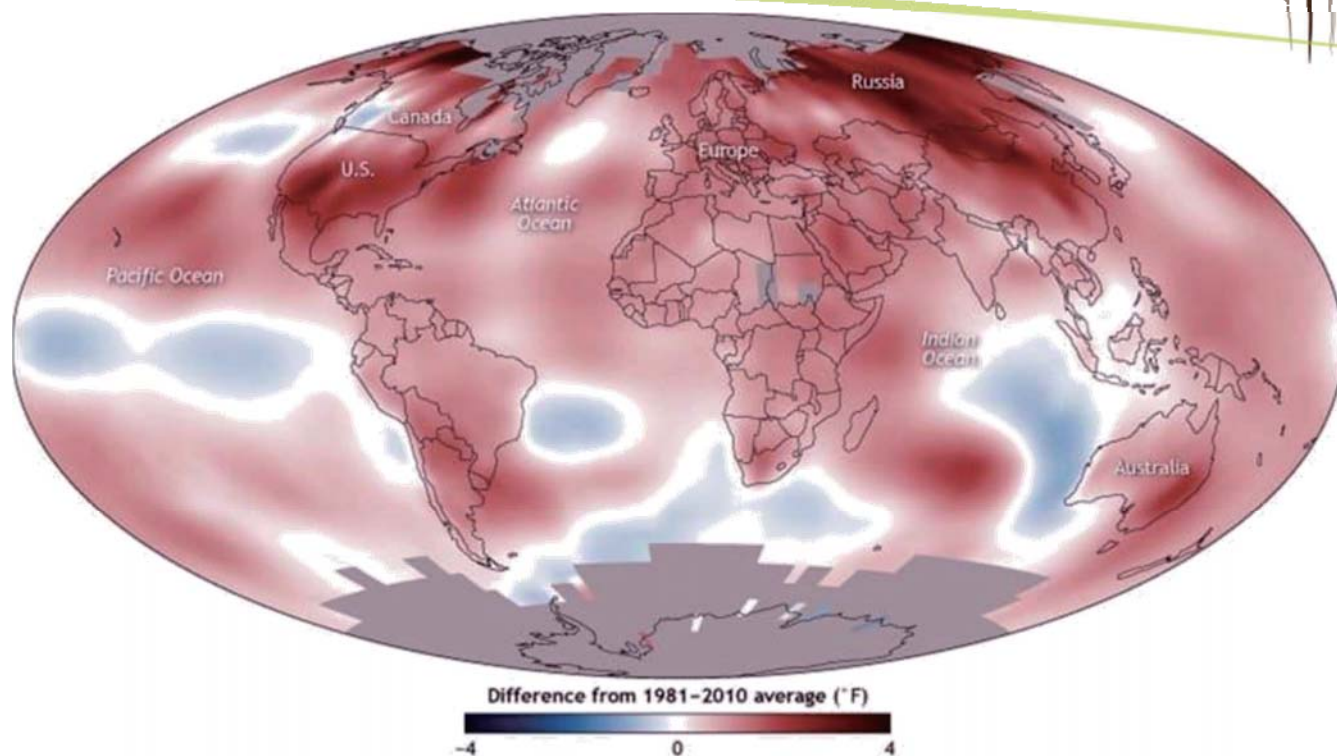 Russia
Canada
Europe
U.S.
Atlantic
Ocean
Pacific Ocean
Indian
Ocean
Australia
Difference from 1981–2010 average (°F)
-4 0 4